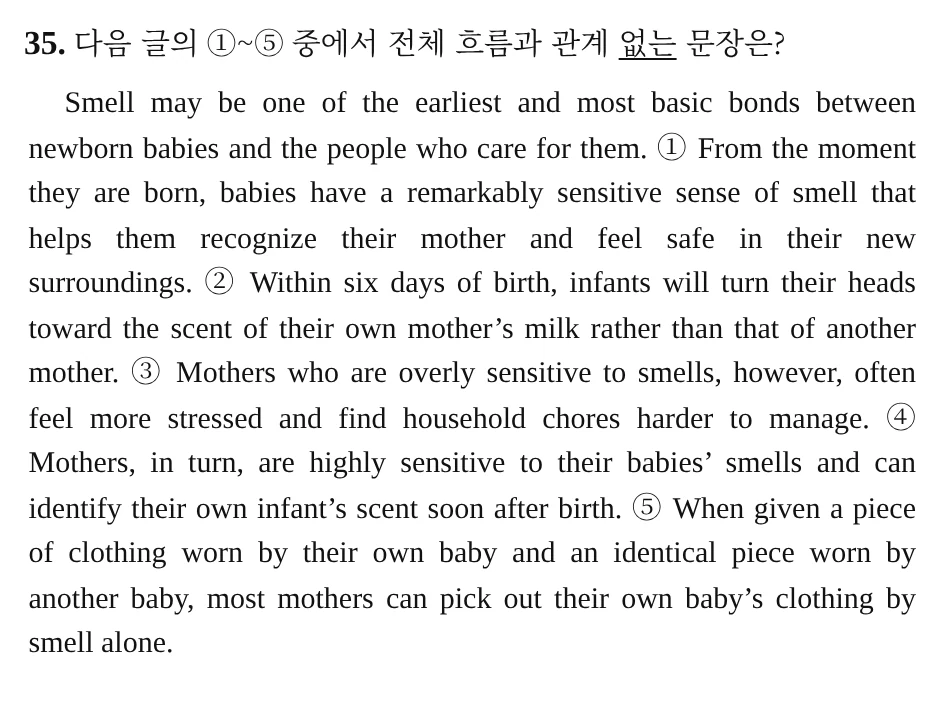 35. 다음 글의 ①~⑤ 중에서 전체 흐름과 관계 없는 문장은?
Smell may be one of the earliest and most basic bonds between
newborn babies and the people who care for them. ① From the moment
they are born, babies have a remarkably sensitive sense of smell that
helps them recognize their mother and feel safe in their new
surroundings. ② Within six days of birth, infants will turn their heads
toward the scent of their own mother’s milk rather than that of another
mother. ③ Mothers who are overly sensitive to smells, however, often
feel more stressed and find household chores harder to manage. ④
Mothers, in turn, are highly sensitive to their babies’ smells and can
identify their own infant’s scent soon after birth. ⑤ When given a piece
of clothing worn by their own baby and an identical piece worn by
another baby, most mothers can pick out their own baby’s clothing by
smell alone.